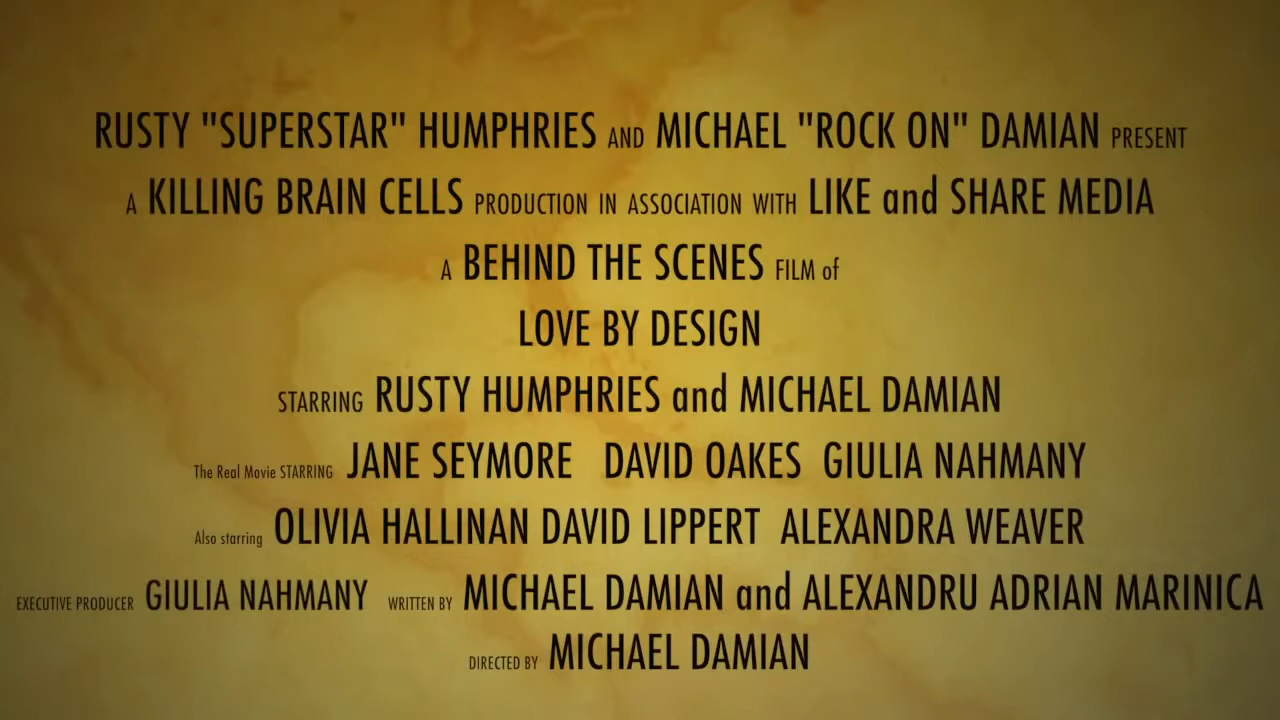 RUSTY "SUPERSTAR" HUMPHRIES AND MICHAEL "ROCK ON" DAMIAN PRESENT
A KILLING BRAIN CELLS PRODUCTION IN ASSOCIATION WITH LIKE and SHARE MEDIA
A BEHIND THE SCENES FILM of
LOVE BY DESIGN
STARRING RUSTY HUMPHRIES and MICHAEL DAMIAN
The Real Movie STARRING JANE SEYMORE DAVID OAKES GIULIA NAHMANY
Also starring OLIVIA HALLINAN DAVID LIPPERT ALEXANDRA WEAVER
EXECUTIVE PRODUCER GIULIA NAHMANY WRITTEN BY MICHAEL DAMIAN and ALEXANDRU ADRIAN MARINICA
DIRECTED BY MICHAEL DAMIAN